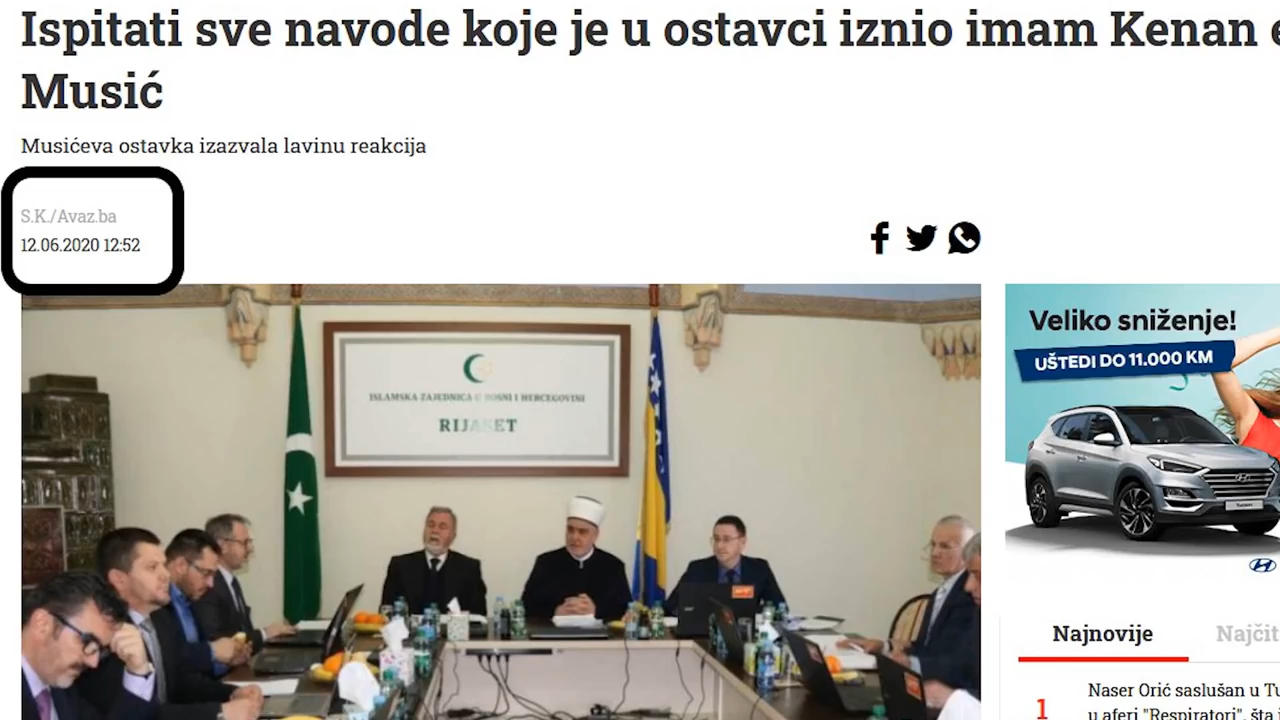 Ispitati sve navode koje je u ostavci iznio imam Kenan e
Musić
Musićeva ostavka izazvala lavinu reakcija
S.K./Avaz.ba
12.06.2020 12:52
ISLAMSKA ZAJEDNICA U BOSNI I HERCEGOVINI
RIJASET
Veliko sniženje!
UŠTEDI DO 11.000 KM
Najnovije
Najčit
1
Naser Orić saslušan u Tu
u aferi "Respiratori", šta